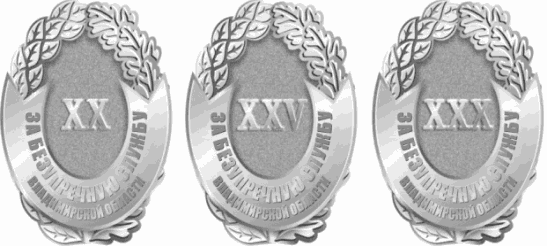 XX
ЗА БЕЗУПРЕЧНУЮ СЛУЖБУ
ВЛАДИМИРСКОЙ ОБЛАСТИ
XXV
ЗА БЕЗУПРЕЧНУЮ СЛУЖБУ
ВЛАДИМИРСКОЙ ОБЛАСТИ
XXX
ЗА БЕЗУПРЕЧНУЮ СЛУЖБУ
ВЛАДИМИРСКОЙ ОБЛАСТИ